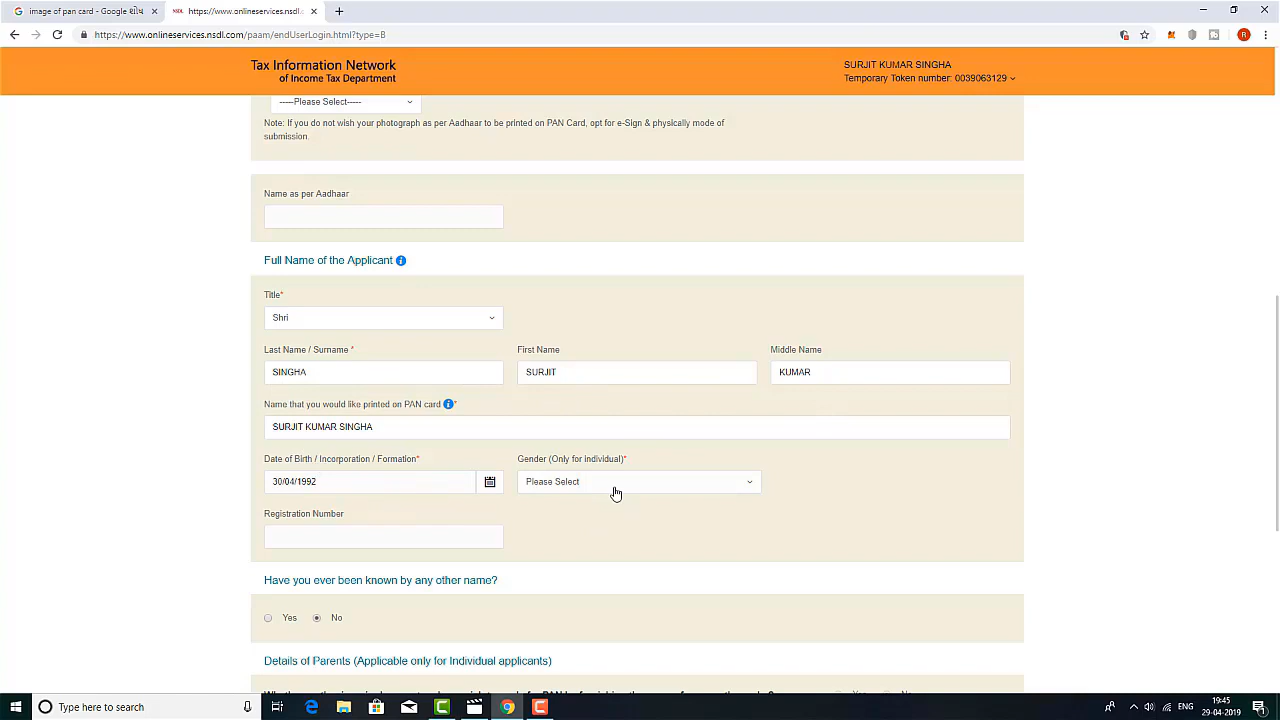 image of pan card - Google શોધ
https://www.onlineservices.nsdl.
https://www.onlineservices.nsdl.com/paam/endUserLogin.html?type=B
R
Tax Information Network
of Income Tax Department
SURJIT KUMAR SINGHA
Temporary Token number: 0039063129
-----Please Select-----
Note: If you do not wish your photograph as per Aadhaar to be printed on PAN Card, opt for e-Sign & physically mode of
submission.
Name as per Aadhaar
Full Name of the Applicant
Title*
Shri
Last Name / Surname * First Name Middle Name
SINGHA SURJIT KUMAR
Name that you would like printed on PAN card *
SURJIT KUMAR SINGHA
Date of Birth / Incorporation / Formation* Gender (Only for individual)*
30/04/1992 Please Select
Registration Number
Have you ever been known by any other name?
Yes No
Details of Parents (Applicable only for Individual applicants)
Type here to search
ENG
19:45
29-04-2019